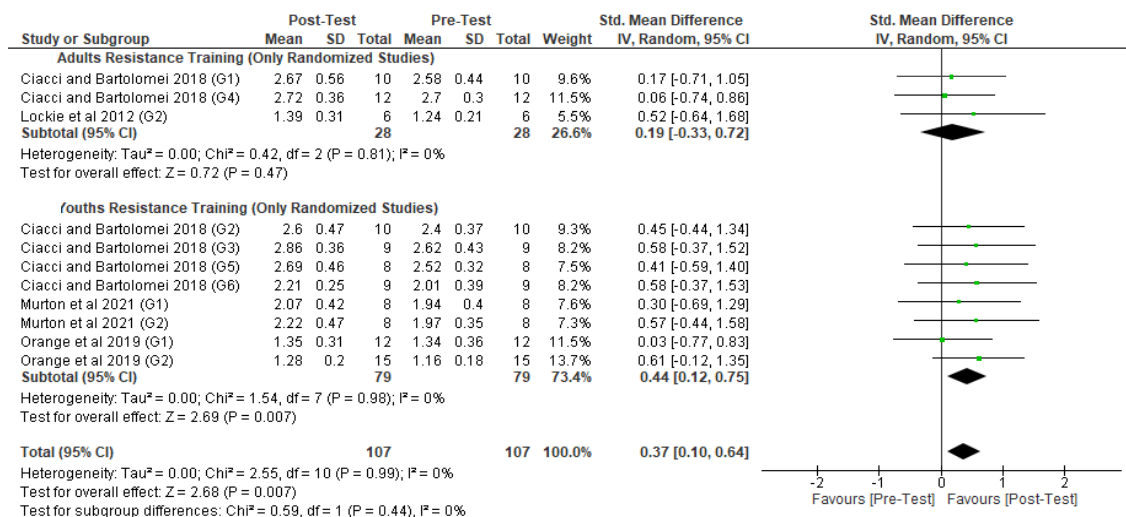 Post-Test Pre-Test Std. Mean Difference Std. Mean Difference
Study or Subgroup Mean SD Total Mean SD Total Weight IV, Random, 95% CI IV, Random, 95% CI
Adults Resistance Training (Only Randomized Studies)
Ciacci and Bartolomei 2018 (G1) 2.67 0.56 10 2.58 0.44 10 9.6% 0.17 [-0.71, 1.05]
Ciacci and Bartolomei 2018 (G4) 2.72 0.36 12 2.7 0.3 12 11.5% 0.06 [-0.74, 0.86]
Lockie et al 2012 (G2) 1.39 0.31 6 1.24 0.21 6 5.5% 0.52 [-0.64, 1.68]
Subtotal (95% CI) 28 28 26.6% 0.19 [-0.33, 0.72]
Heterogeneity: Tau² = 0.00; Chi² = 0.42, df = 2 (P = 0.81); I² = 0%
Test for overall effect: Z = 0.72 (P = 0.47)
Youths Resistance Training (Only Randomized Studies)
Ciacci and Bartolomei 2018 (G2) 2.6 0.47 10 2.4 0.37 10 9.3% 0.45 [-0.44, 1.34]
Ciacci and Bartolomei 2018 (G3) 2.86 0.36 9 2.62 0.43 9 8.2% 0.58 [-0.37, 1.52]
Ciacci and Bartolomei 2018 (G5) 2.69 0.46 8 2.52 0.32 8 7.5% 0.41 [-0.59, 1.40]
Ciacci and Bartolomei 2018 (G6) 2.21 0.25 9 2.01 0.39 9 8.2% 0.58 [-0.37, 1.53]
Murton et al 2021 (G1) 2.07 0.42 8 1.94 0.4 8 7.6% 0.30 [-0.69, 1.29]
Murton et al 2021 (G2) 2.22 0.47 8 1.97 0.35 8 7.3% 0.57 [-0.44, 1.58]
Orange et al 2019 (G1) 1.35 0.31 12 1.34 0.36 12 11.5% 0.03 [-0.77, 0.83]
Orange et al 2019 (G2) 1.28 0.2 15 1.16 0.18 15 13.7% 0.61 [-0.12, 1.35]
Subtotal (95% CI) 79 79 73.4% 0.44 [0.12, 0.75]
Heterogeneity: Tau² = 0.00; Chi² = 1.54, df = 7 (P = 0.98); I² = 0%
Test for overall effect: Z = 2.69 (P = 0.007)
Total (95% CI) 107 107 100.0% 0.37 [0.10, 0.64]
Heterogeneity: Tau² = 0.00; Chi² = 2.55, df = 10 (P = 0.99); I² = 0%
Test for overall effect: Z = 2.68 (P = 0.007)
Test for subgroup differences: Chi² = 0.59, df = 1 (P = 0.44), I² = 0%
-2 -1 0 1 2
Favours [Pre-Test] Favours [Post-Test]